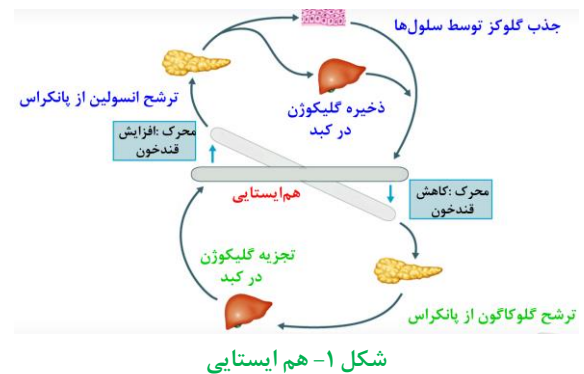 جذب گلوکز توسط سلول‌ها
ترشح انسولین از پانکراس
ذخیره گلیکوژن
در کبد
محرک :افزایش
قندخون
هم‌ایستایی
محرک :کاهش
قندخون
تجزیه گلیکوژن
در کبد
ترشح گلوکاگون از پانکراس
شکل ۱- هم ایستایی